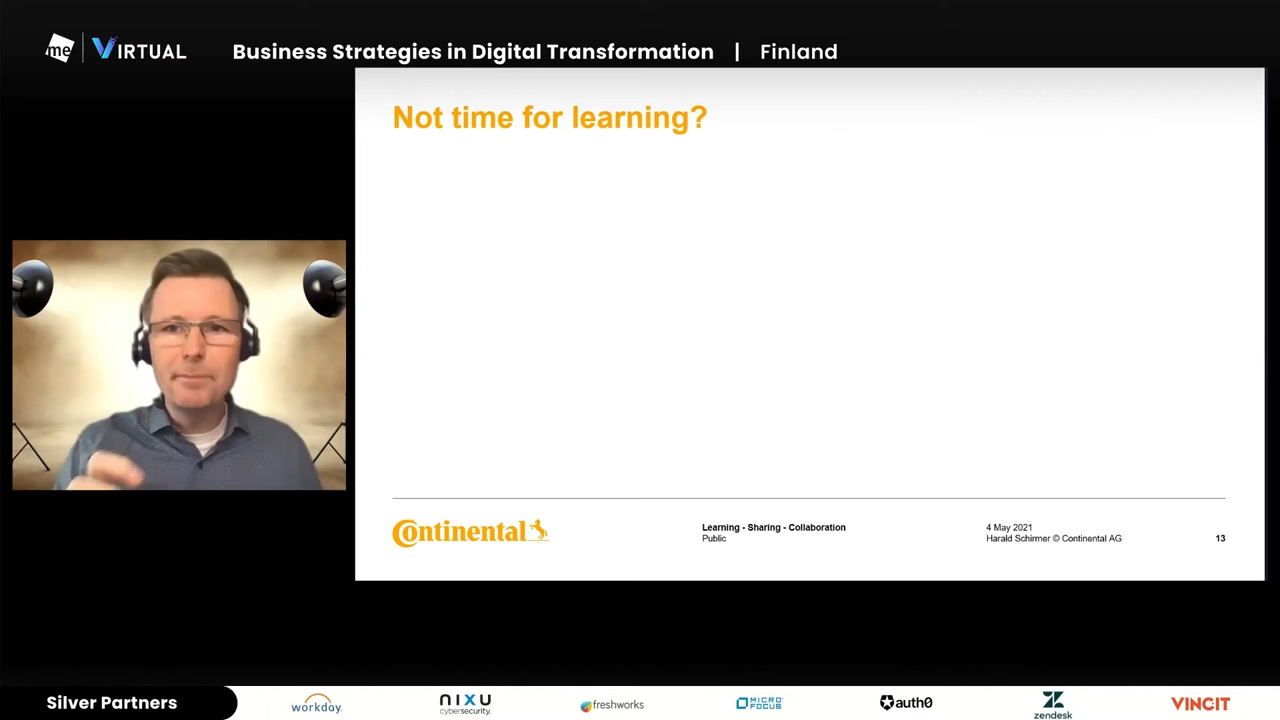 me VIRTUAL Business Strategies in Digital Transformation | Finland
Not time for learning?
Continental
Learning - Sharing - Collaboration
Public
4 May 2021
Harald Schirmer © Continental AG
13
Silver Partners
workday.
NIXU
cybersecurity.
freshworks
MICRO
FOCUS
auth0
zendesk
VINCIT